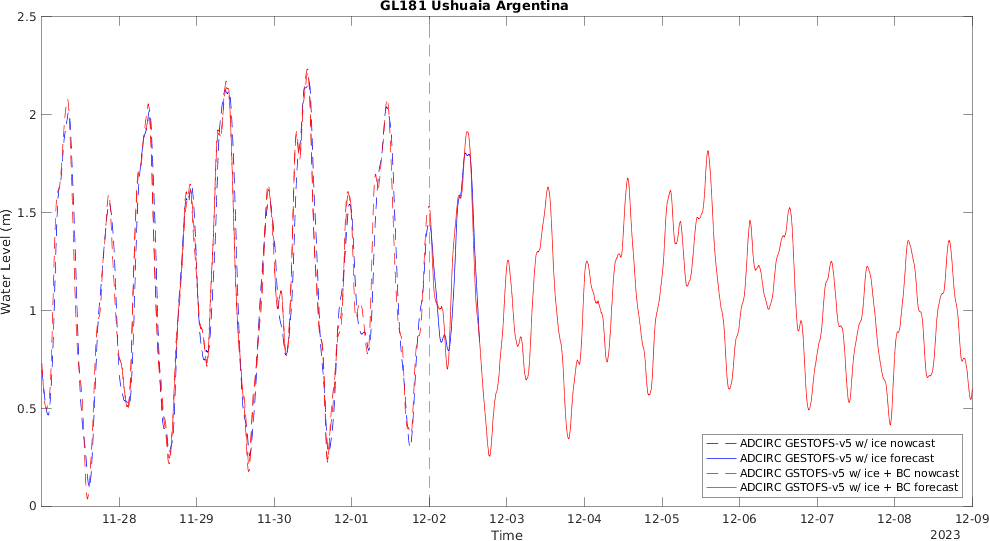 GL181 Ushuaia Argentina
2.5
2
1.5
1
0.5
0
Water Level (m)
11-28 11-29 11-30 12-01 12-02 12-03 12-04 12-05 12-06 12-07 12-08 12-09
Time
2023
ADCIRC GESTOFS-v5 w/ ice nowcast
ADCIRC GESTOFS-v5 w/ ice forecast
ADCIRC GSTOFS-v5 w/ ice + BC nowcast
ADCIRC GSTOFS-v5 w/ ice + BC forecast